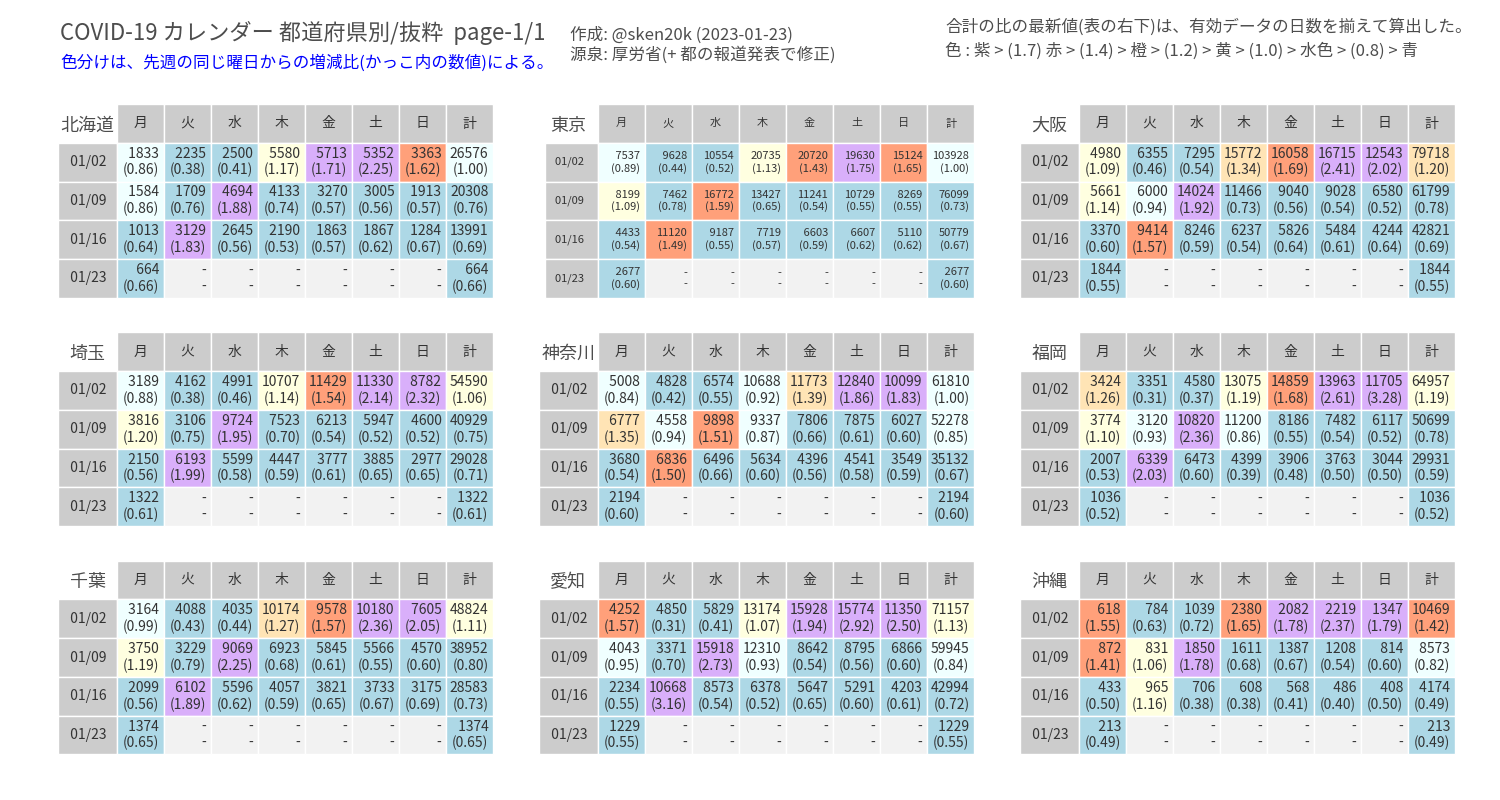 COVID-19 カレンダー 都道府県別/抜粋 page-1/1
色分けは、先週の同じ曜日からの増減比(かっこ内の数値)による。
作成: @sken20k (2023-01-23)
源泉: 厚労省(+ 都の報道発表で修正)
合計の比の最新値(表の右下)は、有効データの日数を揃えて算出した。
色 : 紫 > (1.7) 赤 > (1.4) > 橙 > (1.2) > 黄 > (1.0) > 水色 > (0.8) > 青
北海道 月 火 水 木 金 土 日 計
01/02 1833 2235 2500 5580 5713 5352 3363 26576
(0.86) (0.38) (0.41) (1.17) (1.71) (2.25) (1.62) (1.00)
01/09 1584 1709 4694 4133 3270 3005 1913 20308
(0.86) (0.76) (1.88) (0.74) (0.57) (0.56) (0.57) (0.76)
01/16 1013 3129 2645 2190 1863 1867 1284 13991
(0.64) (1.83) (0.56) (0.53) (0.57) (0.62) (0.67) (0.69)
01/23 664 - - - - - - 664
(0.66) - - - - - - (0.66)
東京 月 火 水 木 金 土 日 計
01/02 7537 9628 10554 20735 20720 19630 15124 103928
(0.89) (0.44) (0.52) (1.13) (1.43) (1.75) (1.65) (1.00)
01/09 8199 7462 16772 13427 11241 10729 8269 76099
(1.09) (0.78) (1.59) (0.65) (0.54) (0.55) (0.55) (0.73)
01/16 4433 11120 9187 7719 6603 6607 5110 50779
(0.54) (1.49) (0.55) (0.57) (0.59) (0.62) (0.62) (0.67)
01/23 2677 - - - - - - 2677
(0.60) - - - - - - (0.60)
大阪 月 火 水 木 金 土 日 計
01/02 4980 6355 7295 15772 16058 16715 12543 79718
(1.09) (0.46) (0.54) (1.34) (1.69) (2.41) (2.02) (1.20)
01/09 5661 6000 14024 11466 9040 9028 6580 61799
(1.14) (0.94) (1.92) (0.73) (0.56) (0.54) (0.52) (0.78)
01/16 3370 9414 8246 6237 5826 5484 4244 42821
(0.60) (1.57) (0.59) (0.54) (0.64) (0.61) (0.64) (0.69)
01/23 1844 - - - - - - 1844
(0.55) - - - - - - (0.55)
埼玉 月 火 水 木 金 土 日 計
01/02 3189 4162 4991 10707 11429 11330 8782 54590
(0.88) (0.38) (0.46) (1.14) (1.54) (2.14) (2.32) (1.06)
01/09 3816 3106 9724 7523 6213 5947 4600 40929
(1.20) (0.75) (1.95) (0.70) (0.54) (0.52) (0.52) (0.75)
01/16 2150 6193 5599 4447 3777 3885 2977 29028
(0.56) (1.99) (0.58) (0.59) (0.61) (0.65) (0.65) (0.71)
01/23 1322 - - - - - - 1322
(0.61) - - - - - - (0.61)
神奈川 月 火 水 木 金 土 日 計
01/02 5008 4828 6574 10688 11773 12840 10099 61810
(0.84) (0.42) (0.55) (0.92) (1.39) (1.86) (1.83) (1.00)
01/09 6777 4558 9898 9337 7806 7875 6027 52278
(1.35) (0.94) (1.51) (0.87) (0.66) (0.61) (0.60) (0.85)
01/16 3680 6836 6496 5634 4396 4541 3549 35132
(0.54) (1.50) (0.66) (0.60) (0.56) (0.58) (0.59) (0.67)
01/23 2194 - - - - - - 2194
(0.60) - - - - - - (0.60)
福岡 月 火 水 木 金 土 日 計
01/02 3424 3351 4580 13075 14859 13963 11705 64957
(1.26) (0.31) (0.37) (1.19) (1.68) (2.61) (3.28) (1.19)
01/09 3774 3120 10820 11200 8186 7482 6117 50699
(1.10) (0.93) (2.36) (0.86) (0.55) (0.54) (0.52) (0.78)
01/16 2007 6339 6473 4399 3906 3763 3044 29931
(0.53) (2.03) (0.60) (0.39) (0.48) (0.50) (0.50) (0.59)
01/23 1036 - - - - - - 1036
(0.52) - - - - - - (0.52)
千葉 月 火 水 木 金 土 日 計
01/02 3164 4088 4035 10174 9578 10180 7605 48824
(0.99) (0.43) (0.44) (1.27) (1.57) (2.36) (2.05) (1.11)
01/09 3750 3229 9069 6923 5845 5566 4570 38952
(1.19) (0.79) (2.25) (0.68) (0.61) (0.55) (0.60) (0.80)
01/16 2099 6102 5596 4057 3821 3733 3175 28583
(0.56) (1.89) (0.62) (0.59) (0.65) (0.67) (0.69) (0.73)
01/23 1374 - - - - - - 1374
(0.65) - - - - - - (0.65)
愛知 月 火 水 木 金 土 日 計
01/02 4252 4850 5829 13174 15928 15774 11350 71157
(1.57) (0.31) (0.41) (1.07) (1.94) (2.92) (2.50) (1.13)
01/09 4043 3371 15918 12310 8642 8795 6866 59945
(0.95) (0.70) (2.73) (0.93) (0.54) (0.56) (0.60) (0.84)
01/16 2234 10668 8573 6378 5647 5291 4203 42994
(0.55) (3.16) (0.54) (0.52) (0.65) (0.60) (0.61) (0.72)
01/23 1229 - - - - - - 1229
(0.55) - - - - - - (0.55)
沖縄 月 火 水 木 金 土 日 計
01/02 618 784 1039 2380 2082 2219 1347 10469
(1.55) (0.63) (0.72) (1.65) (1.78) (2.37) (1.79) (1.42)
01/09 872 831 1850 1611 1387 1208 814 8573
(1.41) (1.06) (1.78) (0.68) (0.67) (0.54) (0.60) (0.82)
01/16 433 965 706 608 568 486 408 4174
(0.50) (1.16) (0.38) (0.38) (0.41) (0.40) (0.50) (0.49)
01/23 213 - - - - - - 213
(0.49) - - - - - - (0.49)